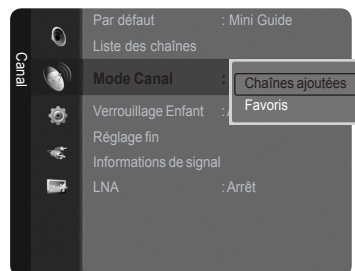 Canal
Par défaut : Mini Guide
Liste des chaînes
Mode Canal :
Chaînes ajoutées
Favoris
Verrouillage Enfant :
Réglage fin
Informations de signal
LNA : Arrêt